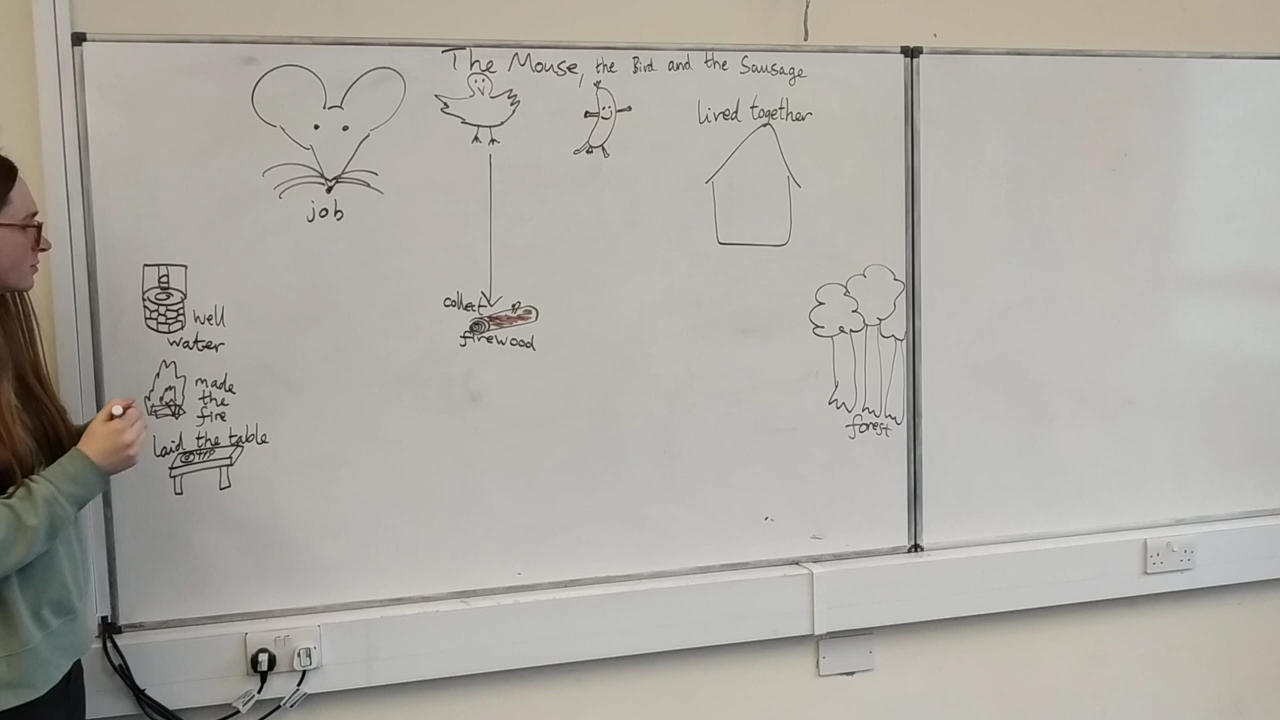 The Mouse, the Bird and the Sausage
lived together
job
collect
firewood
well
water
made
the
fire
laid the table
forest